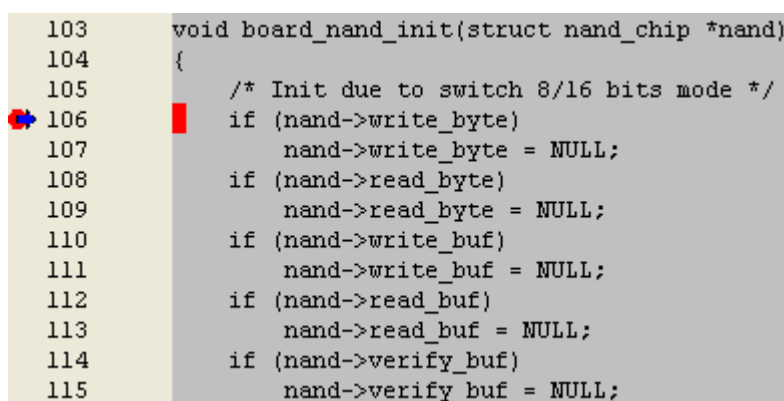 103 void board_nand_init(struct nand_chip *nand)
104 {
105 /* Init due to switch 8/16 bits mode */
106 if (nand->write_byte)
107 nand->write_byte = NULL;
108 if (nand->read_byte)
109 nand->read_byte = NULL;
110 if (nand->write_buf)
111 nand->write_buf = NULL;
112 if (nand->read_buf)
113 nand->read_buf = NULL;
114 if (nand->verify_buf)
115 nand->verify_buf = NULL;